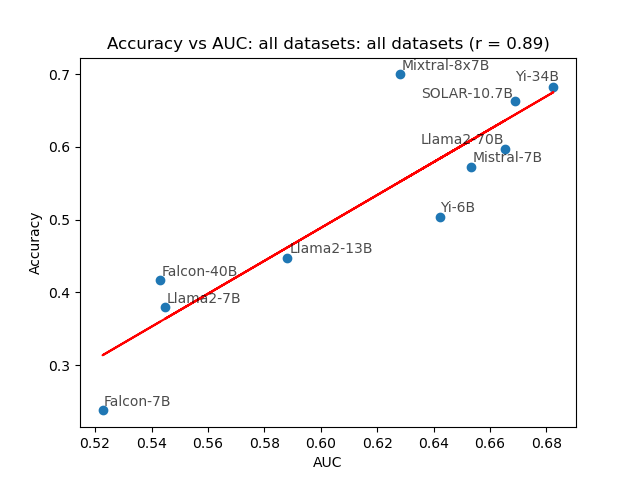 Accuracy vs AUC: all datasets: all datasets (r = 0.89)
Mixtral-8x7B
Yi-34B
SOLAR-10.7B
Llama2-70B
Mistral-7B
Yi-6B
Llama2-13B
Falcon-40B
Llama2-7B
Falcon-7B
0.7
0.6
0.5
0.4
0.3
Accuracy
0.52 0.54 0.56 0.58 0.60 0.62 0.64 0.66 0.68
AUC